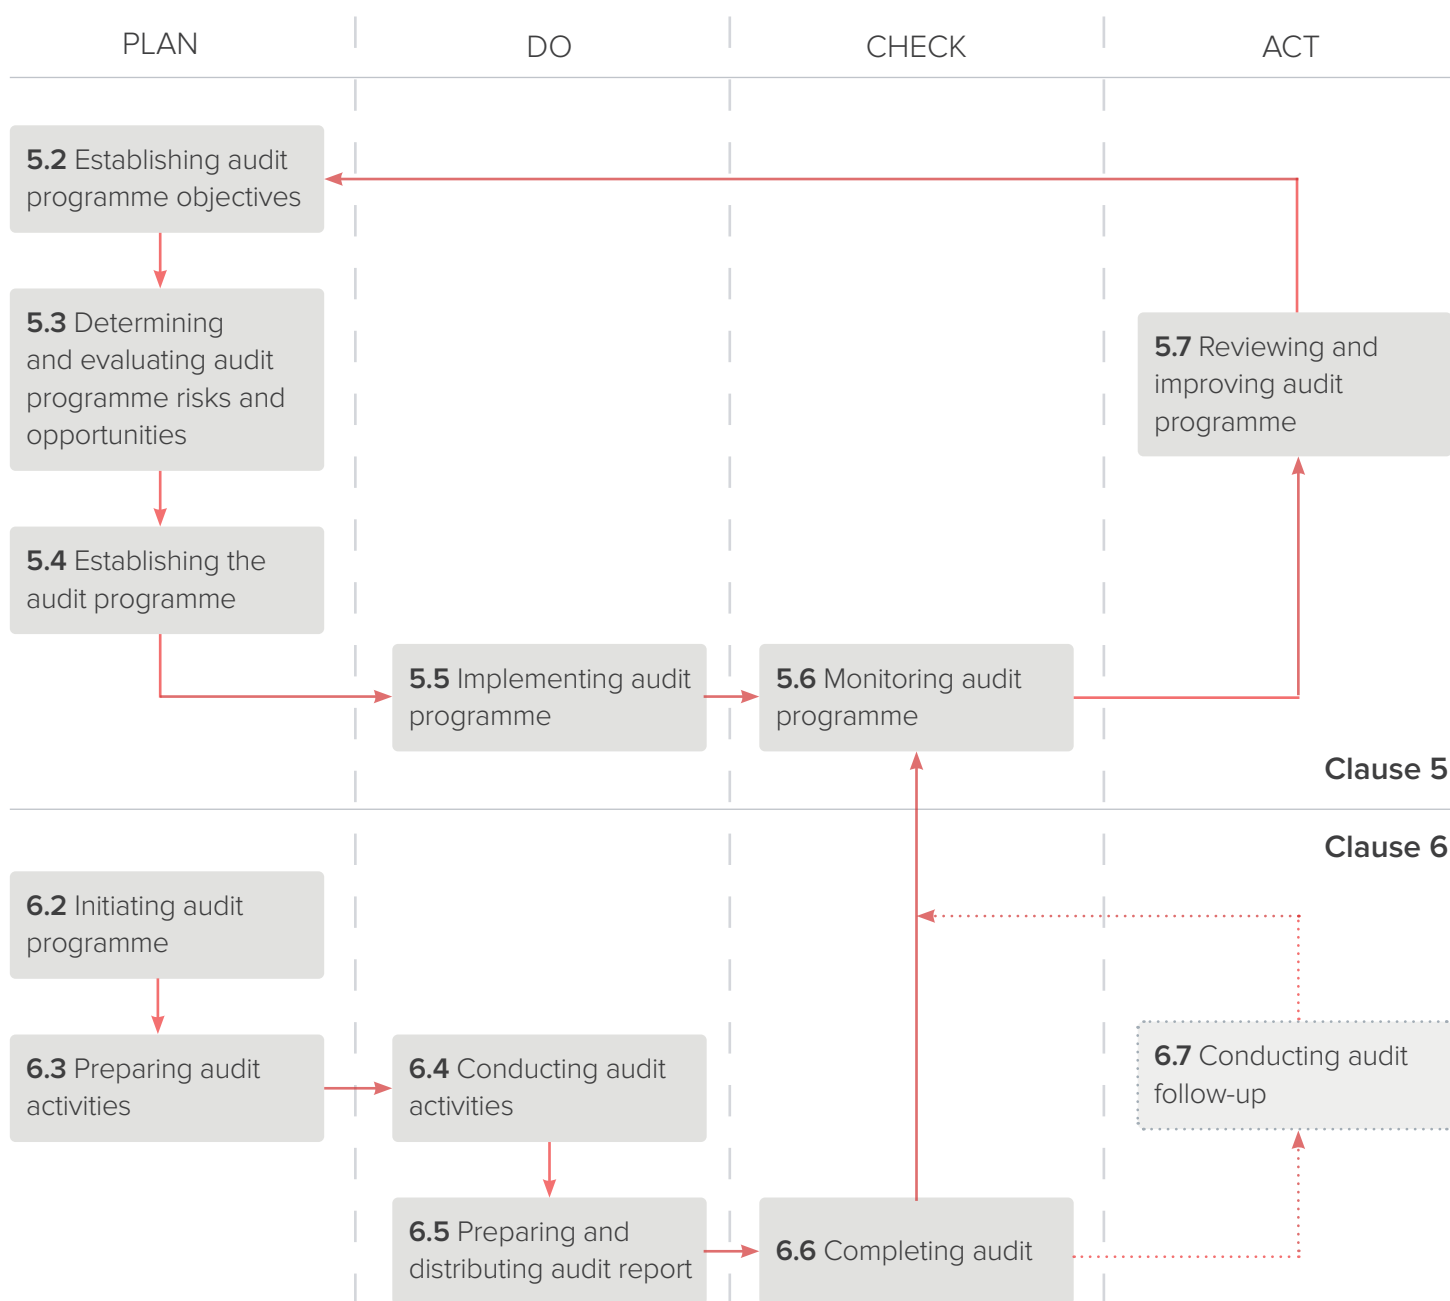 PLAN
DO
CHECK
ACT
5.2 Establishing audit
programme objectives
5.3 Determining
and evaluating audit
programme risks and
opportunities
5.4 Establishing the
audit programme
5.5 Implementing audit
programme
5.6 Monitoring audit
programme
5.7 Reviewing and
improving audit
programme
Clause 5
Clause 6
6.2 Initiating audit
programme
6.3 Preparing audit
activities
6.4 Conducting audit
activities
6.5 Preparing and
distributing audit report
6.6 Completing audit
6.7 Conducting audit
follow-up